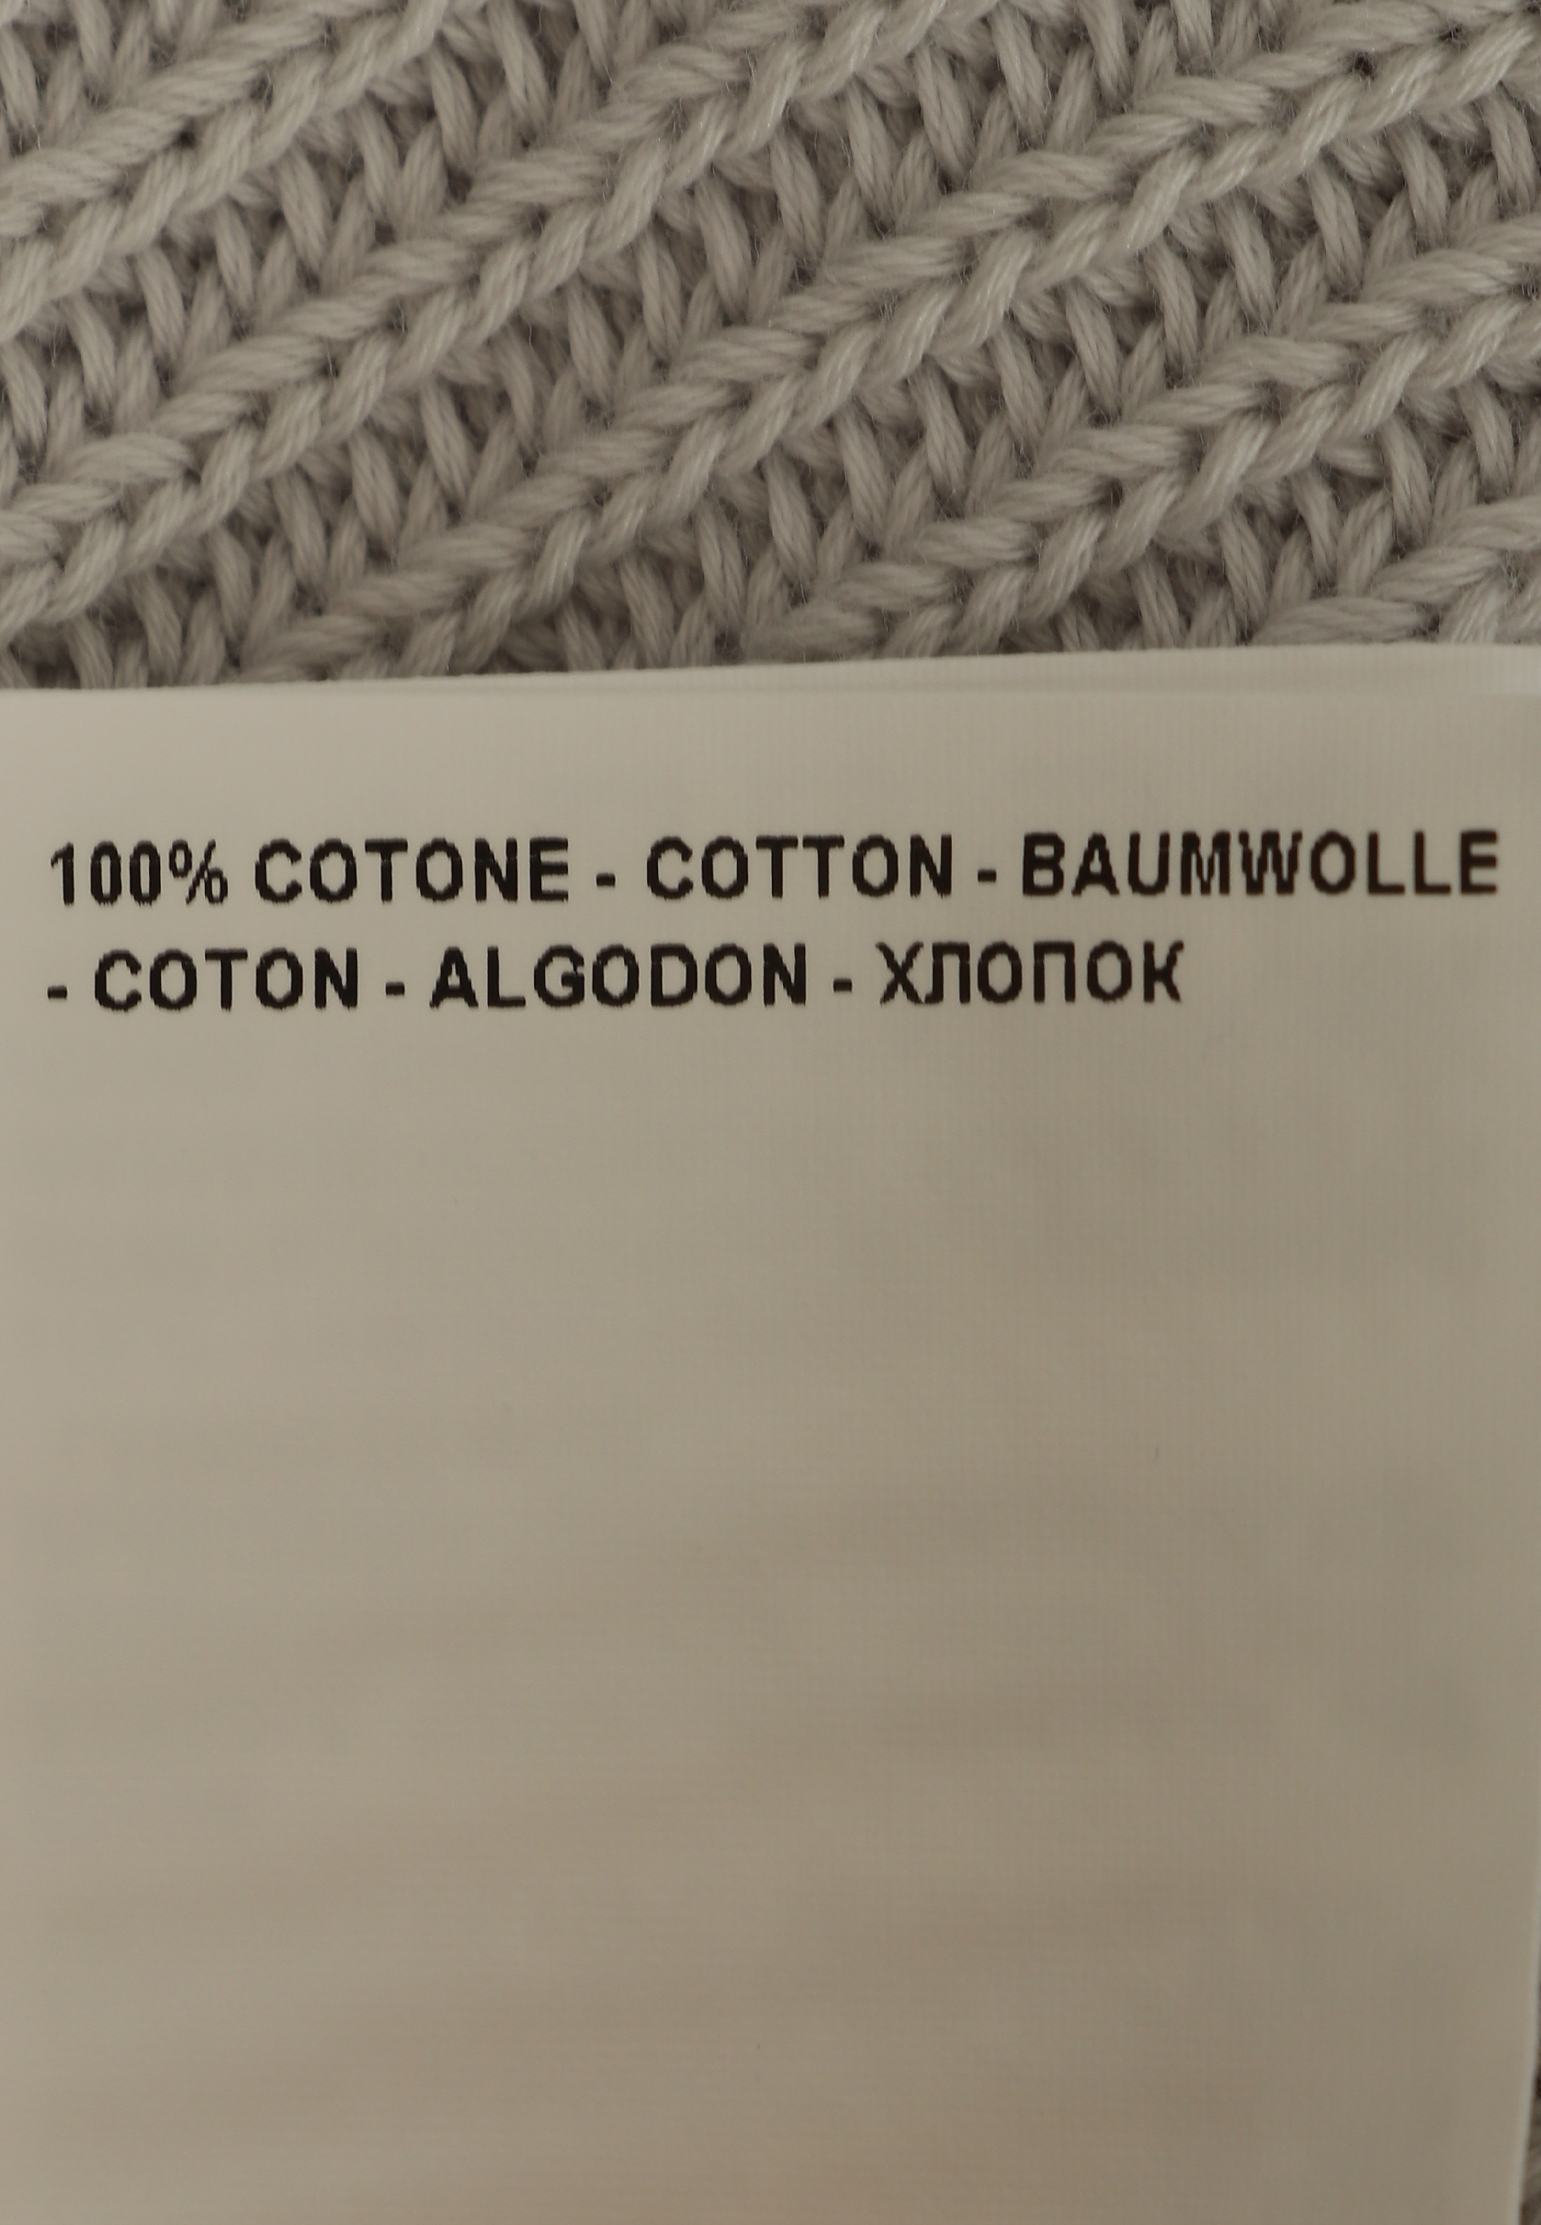 100% COTONE - COTTON - BAUMWOLLE
- COTON - ALGODON - ХЛОПОК